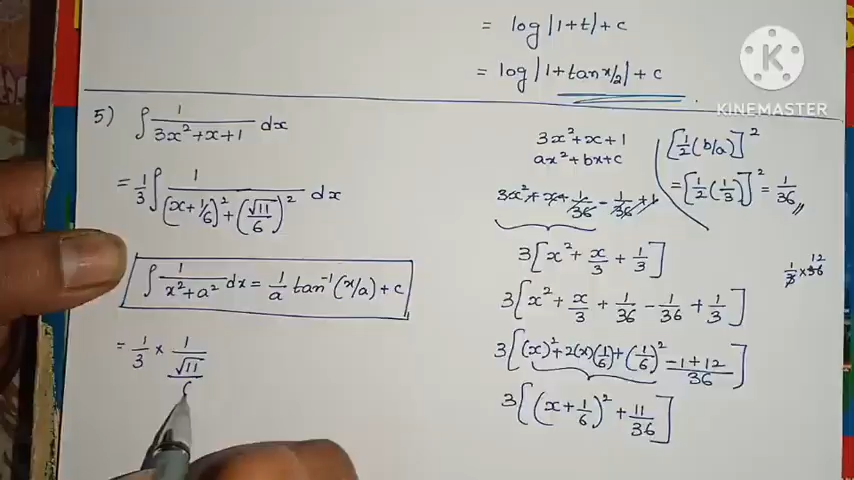 = log |1+t| + c
= log |1+tan x/2| + c
K
KINEMASTER
5) ∫ 1/(3x²+x+1) dx
= 1/3 ∫ 1/((x+1/6)² + (√11/6)²) dx
∫ 1/(x²+a²) dx = 1/a tan⁻¹(x/a) + c
= 1/3 × 1/(√11/
3x²+x+1
ax²+bx+c
3x²+x+1/36 - 1/36 + 1
3[x² + x/3 + 1/3]
3[x² + x/3 + 1/36 - 1/36 + 1/3]
3[(x)² + 2(x)(1/6) + (1/6)² -1+12/36]
3[(x + 1/6)² + 11/36]
[1/2 (b/a)]²
= [1/2 (1/3)]² = 1/36
1/3 × 36 12